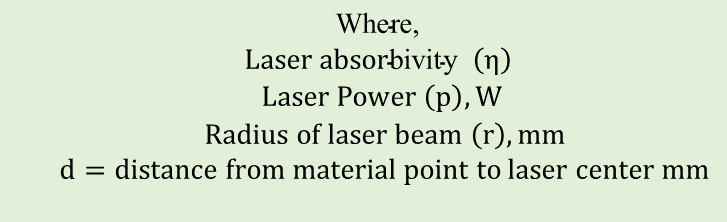 Where,
Laser absorbivity (η)
Laser Power (p), W
Radius of laser beam (r), mm
d = distance from material point to laser center mm